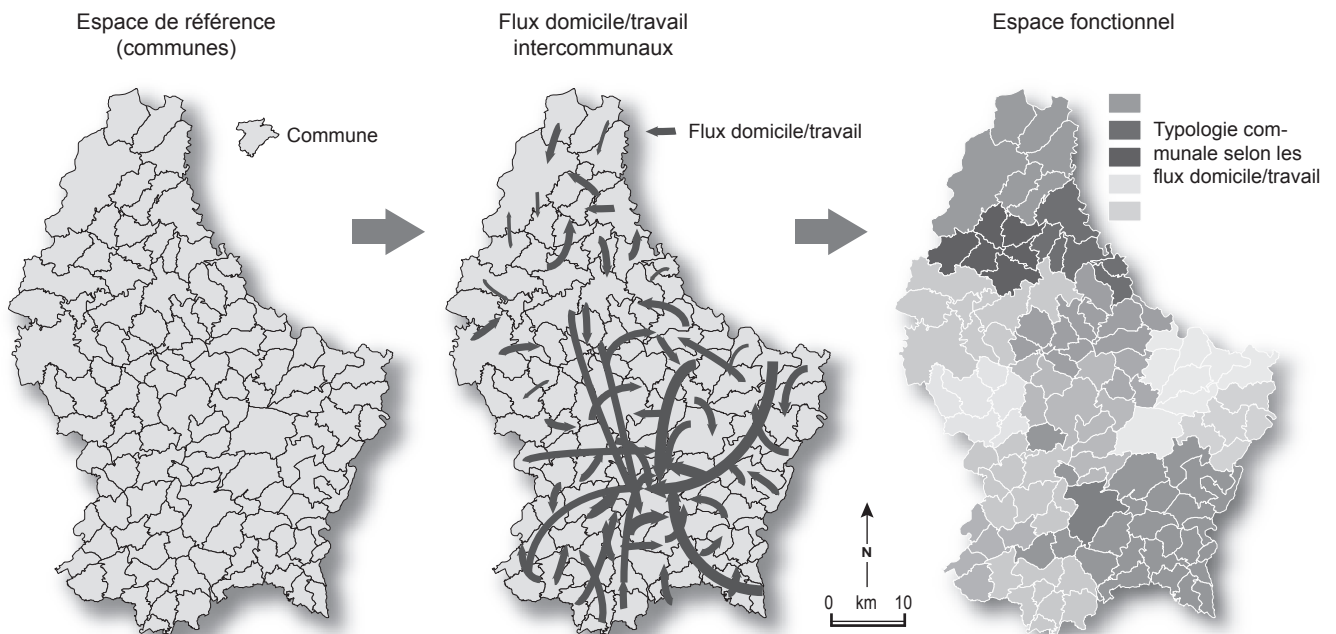 Espace de référence
(communes)
Flux domicile/travail
intercommunaux
Espace fonctionnel
Commune
Flux domicile/travail
Typologie com-
munale selon les
flux domicile/travail
N
0 km 10